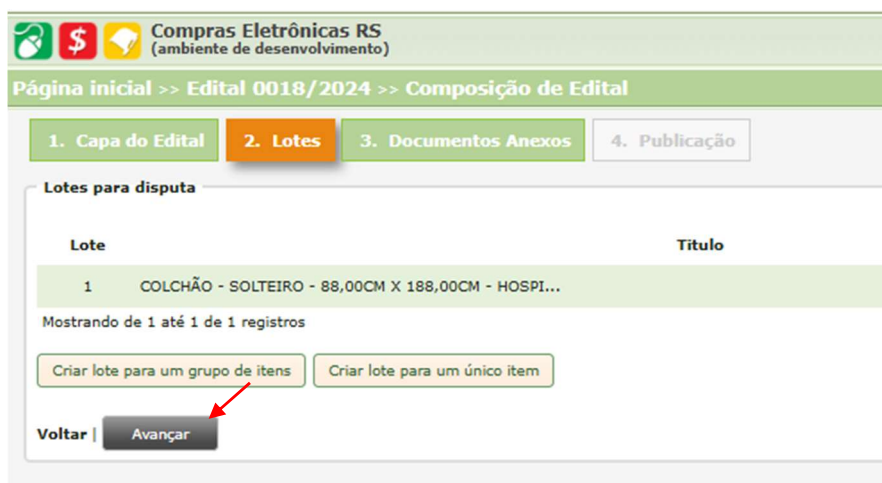 Compras Eletrônicas RS
(ambiente de desenvolvimento)
Página inicial >> Edital 0018/2024 >> Composição de Edital
1. Capa do Edital 2. Lotes 3. Documentos Anexos 4. Publicação
Lotes para disputa
Lote Titulo
1 COLCHÃO - SOLTEIRO - 88,00CM X 188,00CM - HOSPI...
Mostrando de 1 até 1 de 1 registros
Criar lote para um grupo de itens Criar lote para um único item
Voltar | Avançar